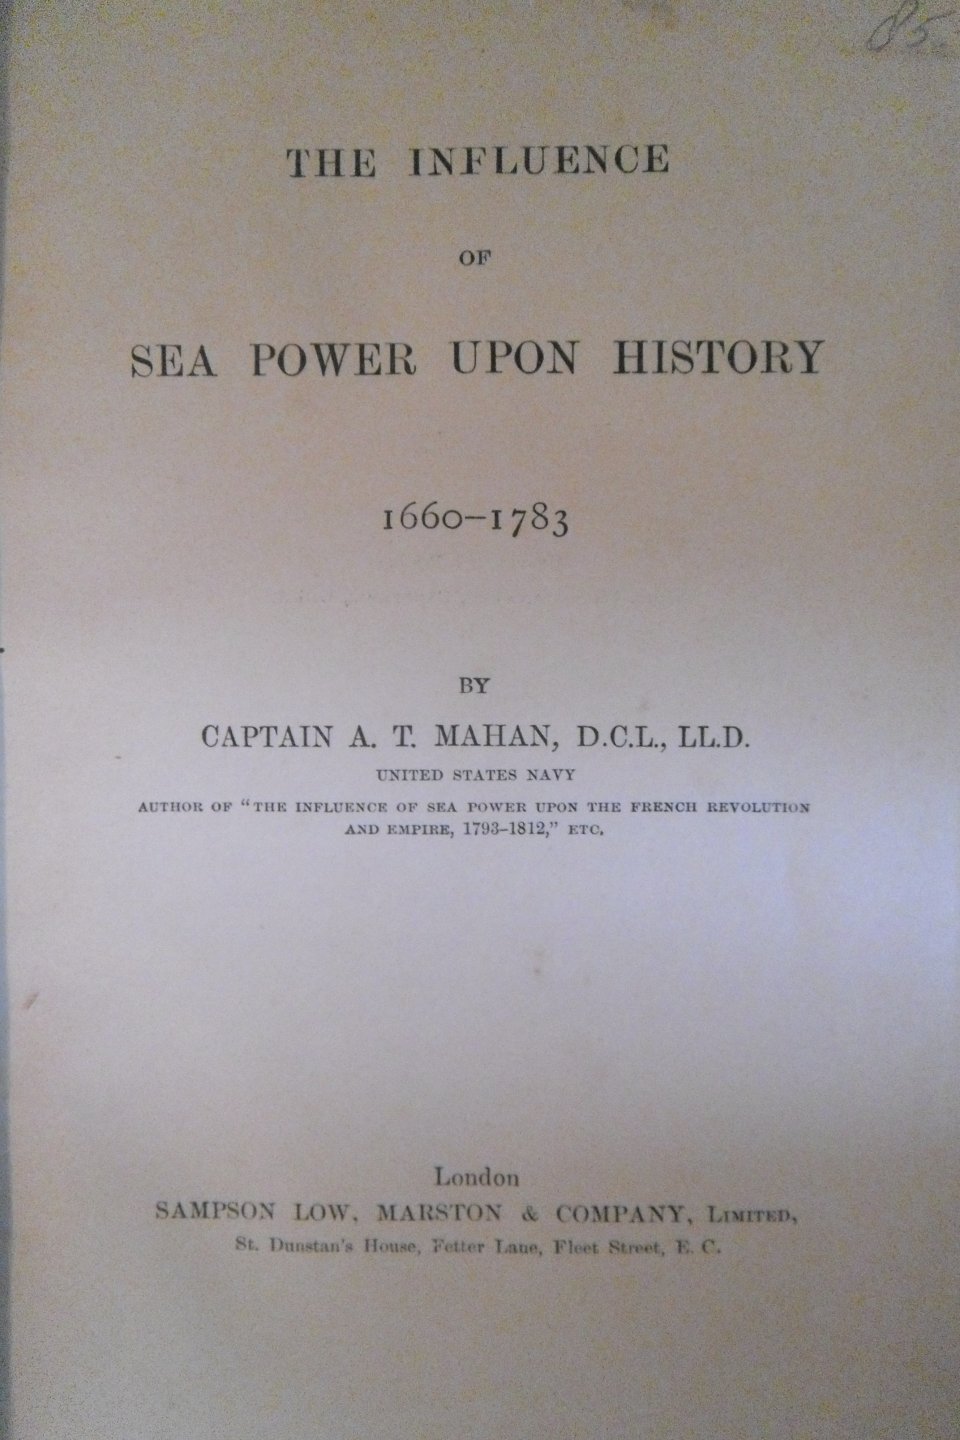 85.
THE INFLUENCE
OF
SEA POWER UPON HISTORY
1660–1783
BY
CAPTAIN A. T. MAHAN, D.C.L., LL.D.
UNITED STATES NAVY
AUTHOR OF “THE INFLUENCE OF SEA POWER UPON THE FRENCH REVOLUTION
AND EMPIRE, 1793–1812,” ETC.
London
SAMPSON LOW, MARSTON & COMPANY, LIMITED,
St. Dunstan's House, Fetter Lane, Fleet Street, E. C.